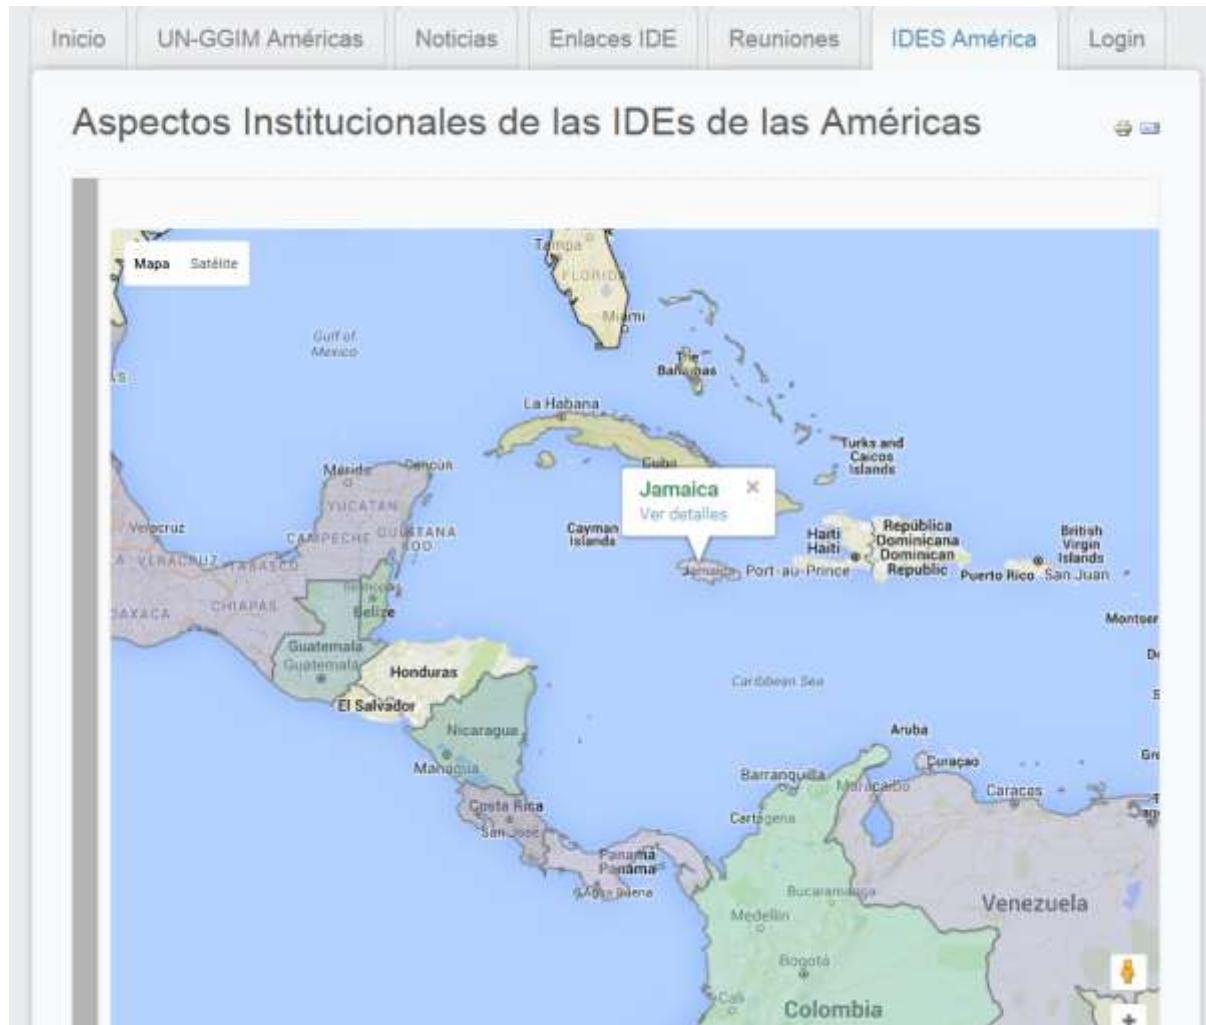 Inicio UN-GGIM Américas Noticias Enlaces IDE Reuniones IDES América Login
Aspectos Institucionales de las IDEs de las Américas
Mapa Satélite
Tampa
FLORIDA
Miami
Gulf of
Mexico
The
Bahamas
La Habana
Turks and
Caicos
Islands
Cuba
Mérida Cancún
Jamaica ×
Ver detalles
YUCATAN
Veracruz
CAMPECHE QUINTANA
ROO
Cayman
Islands
Haiti
Haiti
República
Dominicana
Dominican
Republic
British
Virgin
Islands
VERACRUZ TABASCO
Jamaica Port-au-Prince
Puerto Rico San Juan
OAXACA CHIAPAS
Belize
Montser
Guatemala
Guatemala
Honduras
Caribbean Sea
El Salvador
Nicaragua
Aruba
Managua
Curaçao
Barranquilla
Maracaibo
Caracas
Costa Rica
San José
Cartagena
Panamá
Panama
Bucaramanga
Venezuela
Medellín
Bogotá
Cali
Colombia
+